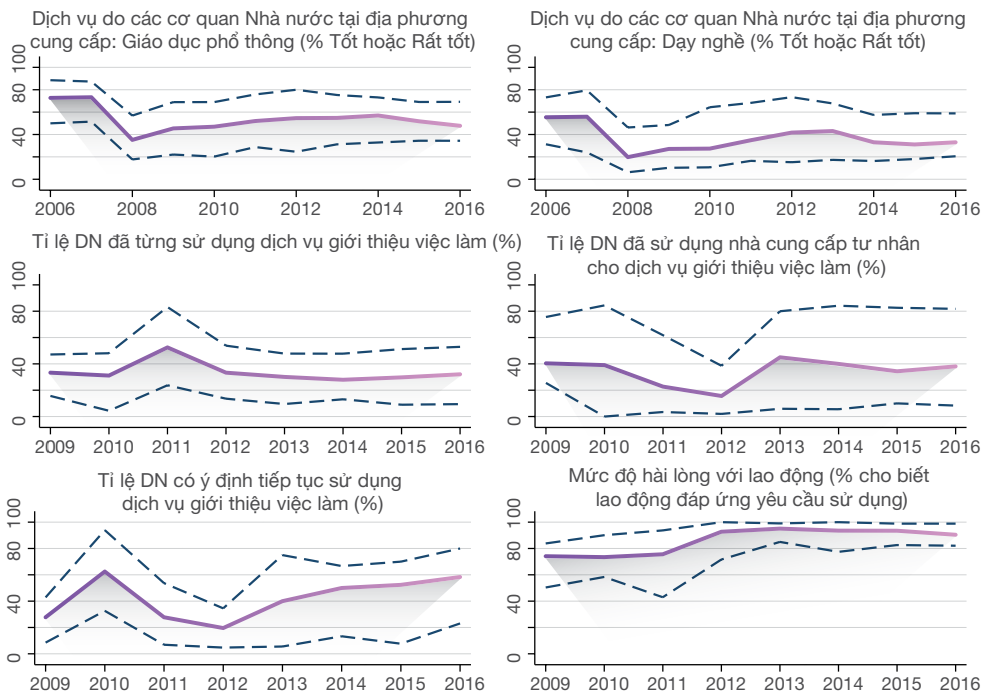 Dịch vụ do các cơ quan Nhà nước tại địa phương
cung cấp: Giáo dục phổ thông (% Tốt hoặc Rất tốt)
100
80
40
0
2006 2008 2010 2012 2014 2016
Dịch vụ do các cơ quan Nhà nước tại địa phương
cung cấp: Dạy nghề (% Tốt hoặc Rất tốt)
100
80
40
0
2006 2008 2010 2012 2014 2016
Tỉ lệ DN đã từng sử dụng dịch vụ giới thiệu việc làm (%)
100
80
40
0
2009 2010 2011 2012 2013 2014 2015 2016
Tỉ lệ DN đã sử dụng nhà cung cấp tư nhân
cho dịch vụ giới thiệu việc làm (%)
100
80
40
0
2009 2010 2011 2012 2013 2014 2015 2016
Tỉ lệ DN có ý định tiếp tục sử dụng
dịch vụ giới thiệu việc làm (%)
100
80
40
0
2009 2010 2011 2012 2013 2014 2015 2016
Mức độ hài lòng với lao động (% cho biết
lao động đáp ứng yêu cầu sử dụng)
100
80
40
0
2009 2010 2011 2012 2013 2014 2015 2016